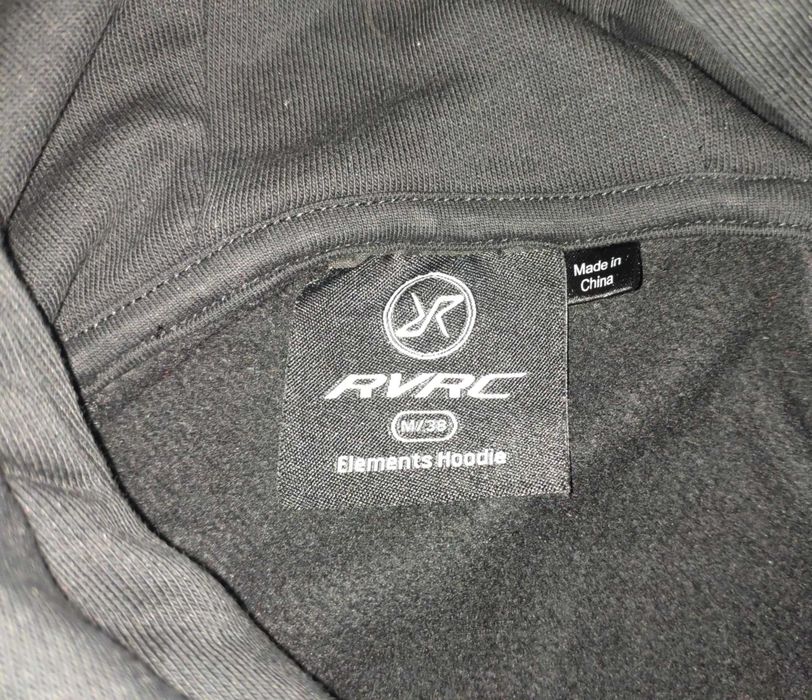 Made in
China
RVRC
M/38
Elements Hoodie